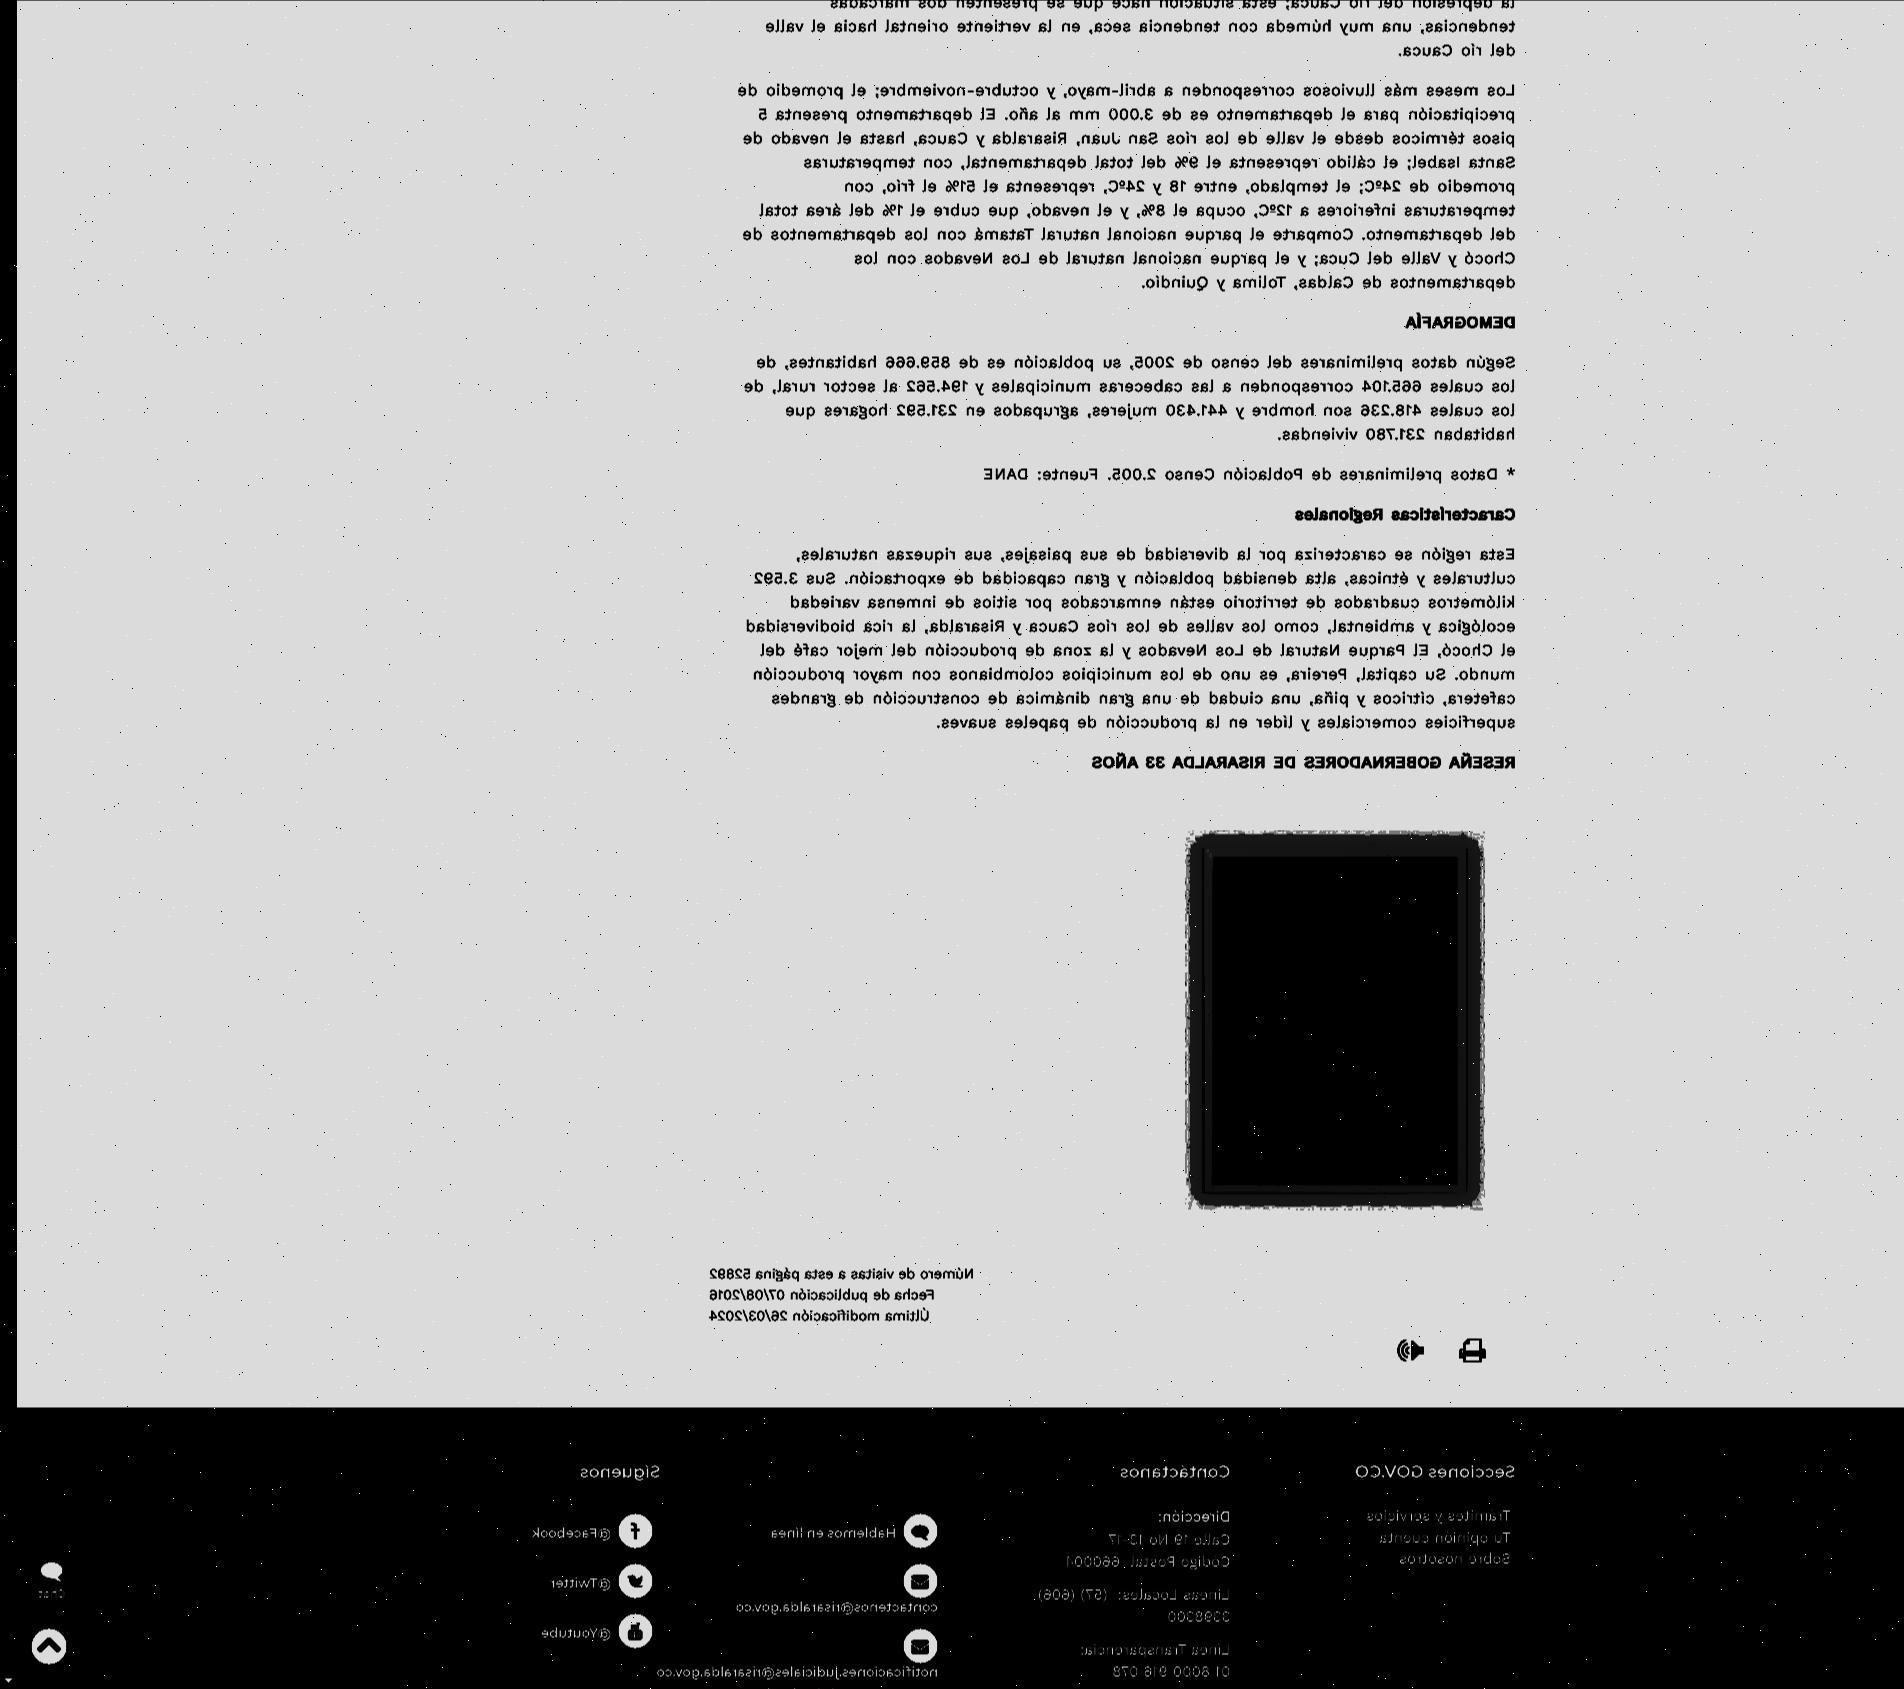 la depresión del río Cauca; esta situación hace que se presenten dos marcadas
tendencias, una muy húmeda con tendencia seca, en la vertiente oriental hacia el valle
del río Cauca.
Los meses más lluviosos corresponden a abril-mayo, y octubre-noviembre; el promedio de
precipitación para el departamento es de 3.000 mm al año. El departamento presenta 5
pisos térmicos desde el valle de los ríos San Juan, Risaralda y Cauca, hasta el nevado de
Santa Isabel; el cálido representa el 9% del total departamental, con temperaturas
promedio de 24ºC; el templado, entre 18 y 24ºC, representa el 51% el frío, con
temperaturas inferiores a 12ºC, ocupa el 8%, y el nevado, que cubre el 1% del área total
del departamento. Comparte el parque nacional natural Tatamá con los departamentos de
Chocó y Valle del Cuca; y el parque nacional natural de Los Nevados con los
departamentos de Caldas, Tolima y Quindío.
DEMOGRAFÍA
Según datos preliminares del censo de 2005, su población es de 859.666 habitantes, de
los cuales 665.104 corresponden a las cabeceras municipales y 194.562 al sector rural, de
los cuales 418.236 son hombre y 441.430 mujeres, agrupados en 231.592 hogares que
habitaban 231.780 viviendas.
* Datos preliminares de Población Censo 2.005. Fuente: DANE
Características Regionales
Esta región se caracteriza por la diversidad de sus paisajes, sus riquezas naturales,
culturales y étnicas, alta densidad población y gran capacidad de exportación. Sus 3.592
kilómetros cuadrados de territorio están enmarcados por sitios de inmensa variedad
ecológica y ambiental, como los valles de los ríos Cauca y Risaralda, la rica biodiversidad
el Chocó, El Parque Natural de Los Nevados y la zona de producción del mejor café del
mundo. Su capital, Pereira, es uno de los municipios colombianos con mayor producción
cafetera, cítricos y piña, una ciudad de una gran dinámica de construcción de grandes
superficies comerciales y líder en la producción de papeles suaves.
RESEÑA GOBERNADORES DE RISARALDA 33 AÑOS
Número de visitas a esta página 52892
Fecha de publicación 07/08/2016
Última modificación 26/03/2024
Secciones GOV.CO
Tramites y servicios
Tu opinión cuenta
Sobre nosotros
Contáctanos
Dirección:
Calle 19 No 13-17
Codigo Postal: 660004
Lineas Locales: (57) (606)
3398300
Linea Transparencia:
01 8000 916 078
Hablemos en línea
contactenos@risaralda.gov.co
notificaciones.judiciales@risaralda.gov.co
Síguenos
@Facebook
@Twitter
@Youtube
Chat